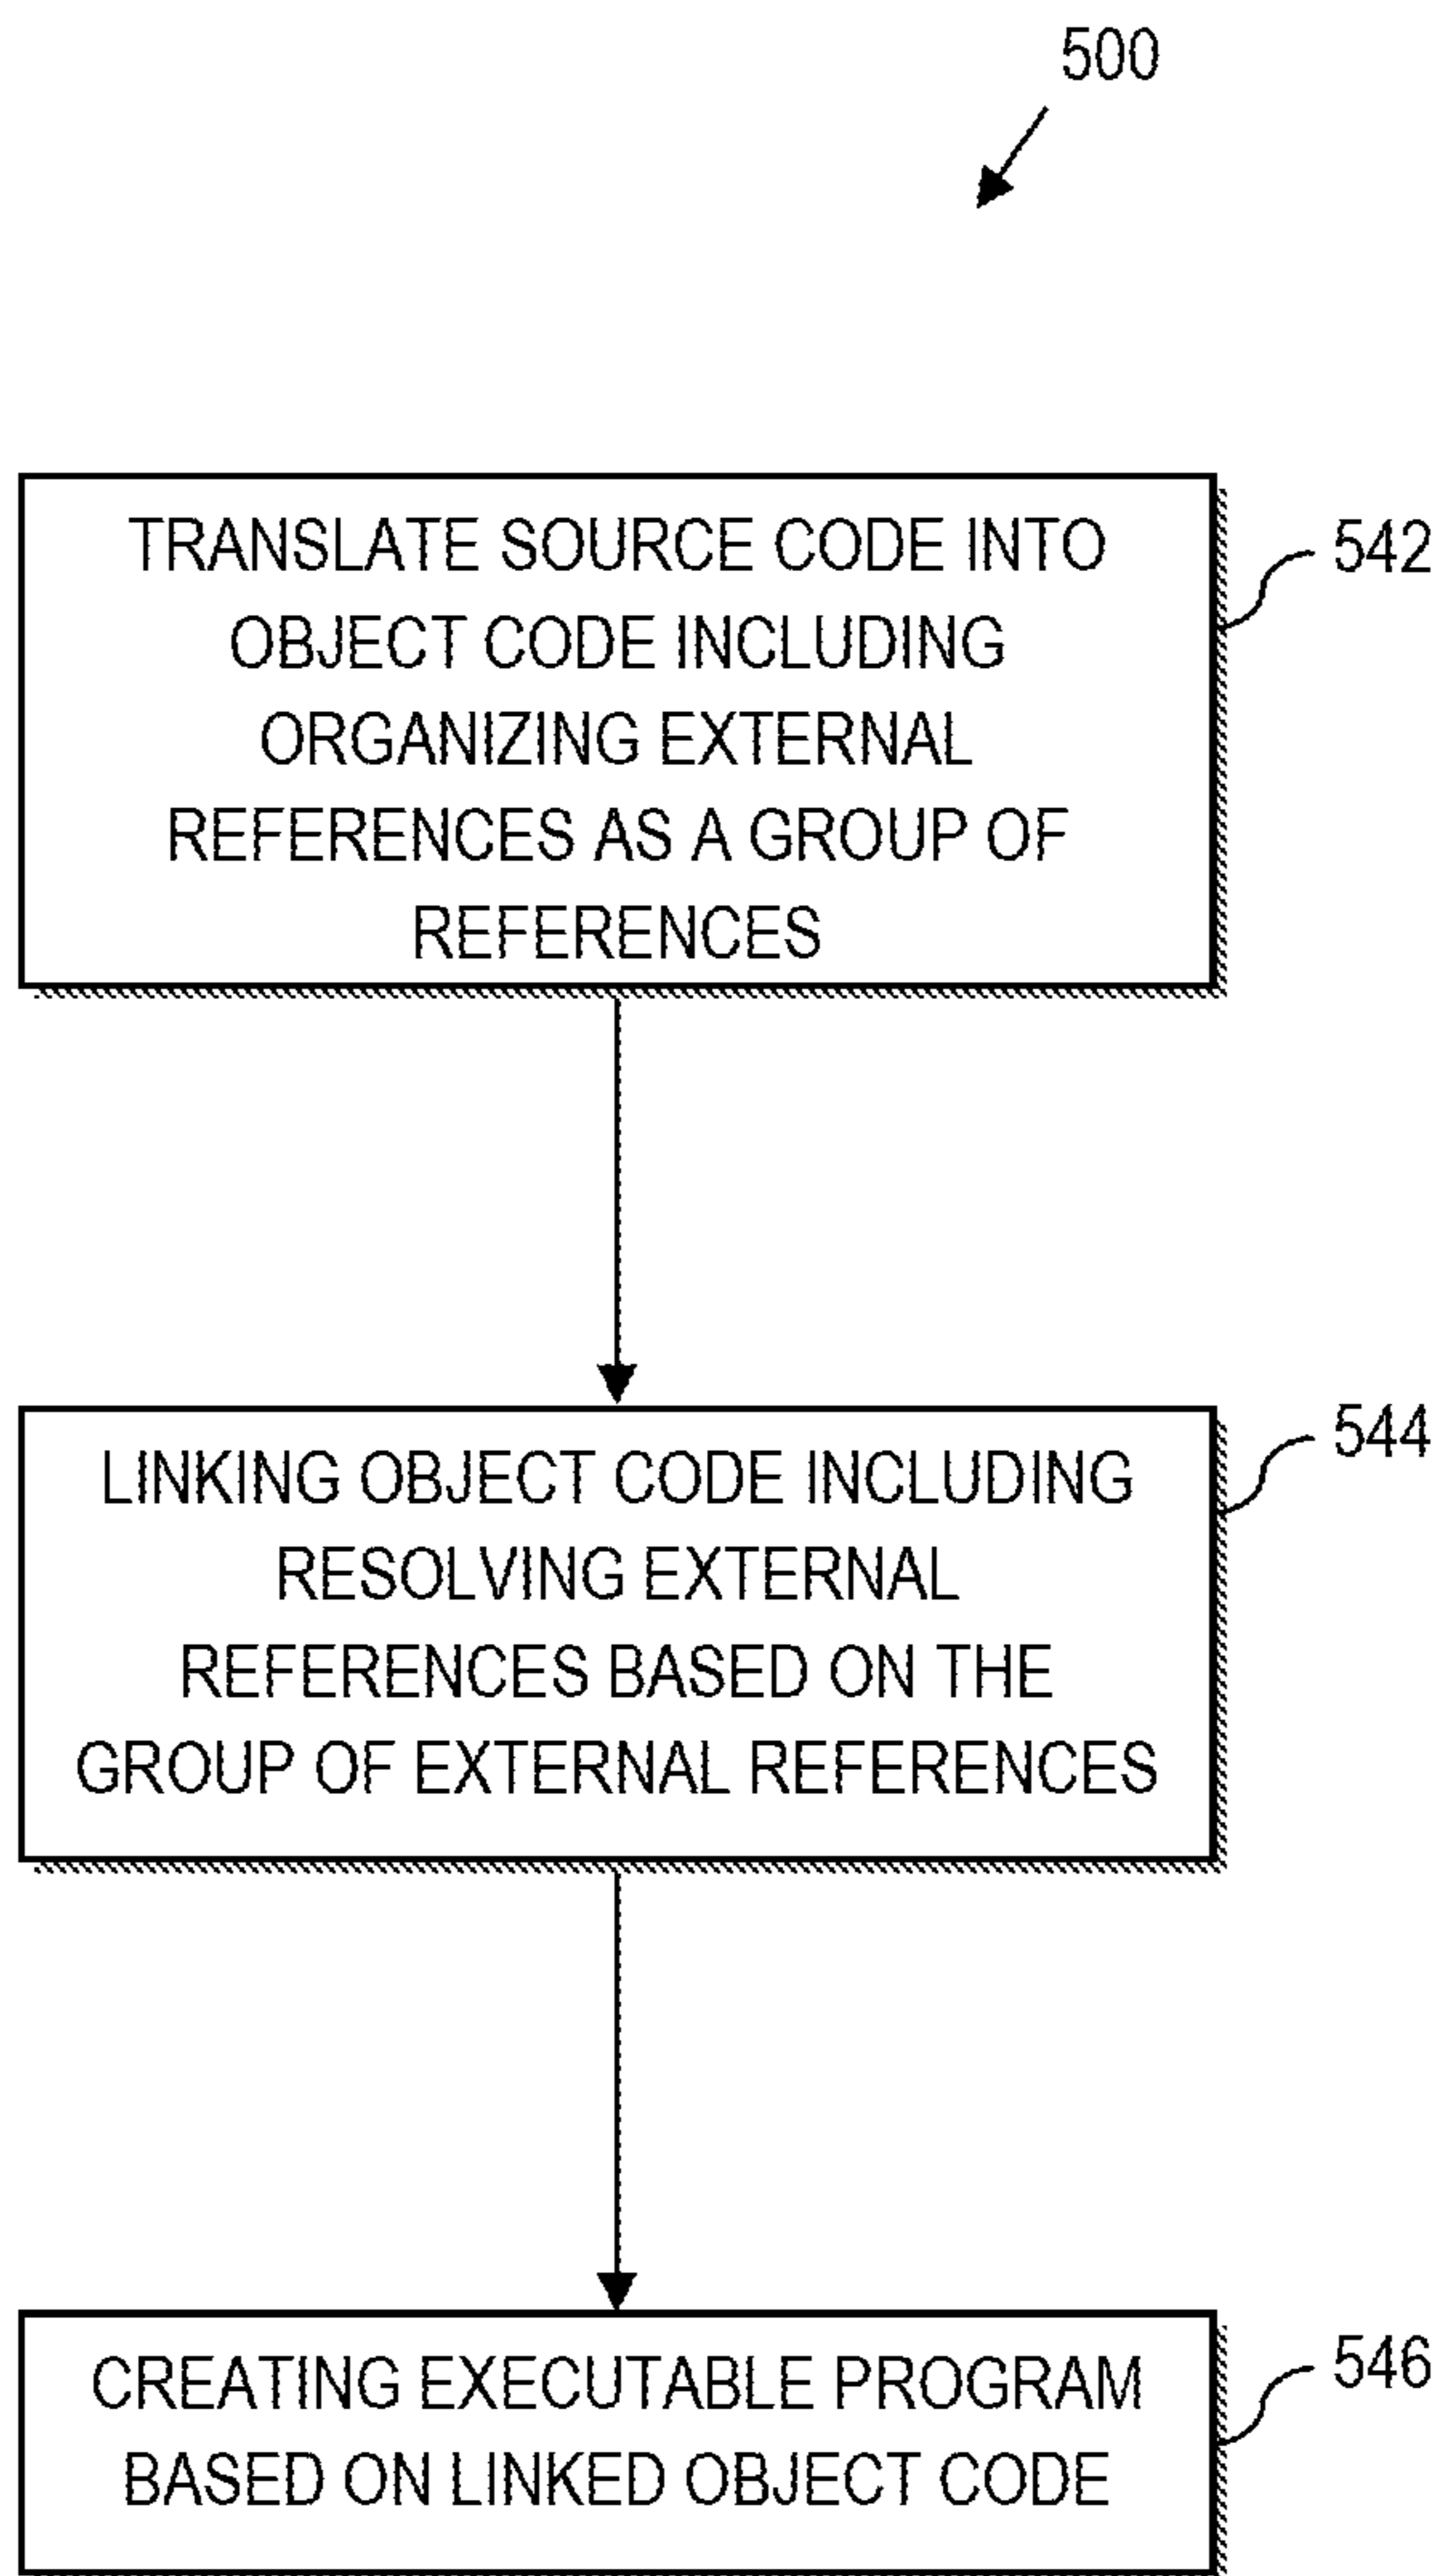 500
TRANSLATE SOURCE CODE INTO
OBJECT CODE INCLUDING
ORGANIZING EXTERNAL
REFERENCES AS A GROUP OF
REFERENCES
542
LINKING OBJECT CODE INCLUDING
RESOLVING EXTERNAL
REFERENCES BASED ON THE
GROUP OF EXTERNAL REFERENCES
544
CREATING EXECUTABLE PROGRAM
BASED ON LINKED OBJECT CODE
546